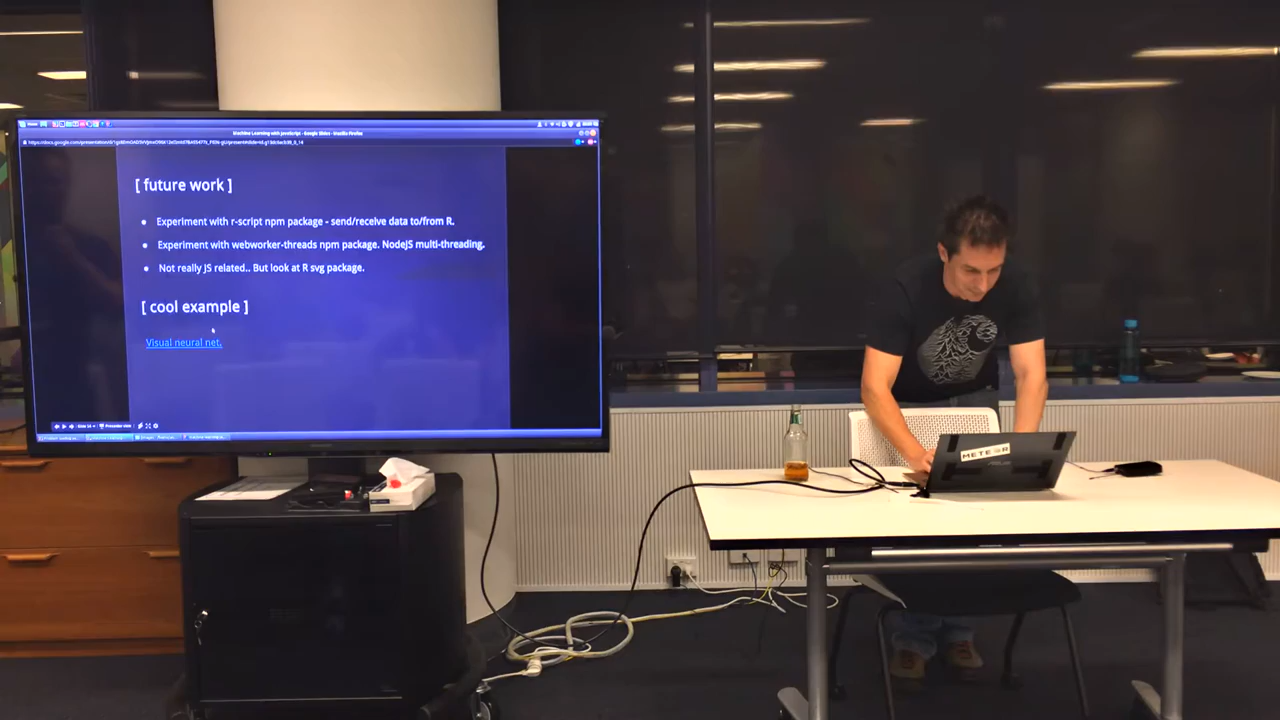 Machine Learning with JavaScript - Google Slides - Mozilla Firefox
[ future work ]
Experiment with r-script npm package - send/receive data to/from R.
Experiment with webworker-threads npm package. NodeJS multi-threading.
Not really JS related.. But look at R svg package.
[ cool example ]
Visual neural net.
METEOR
ASUS